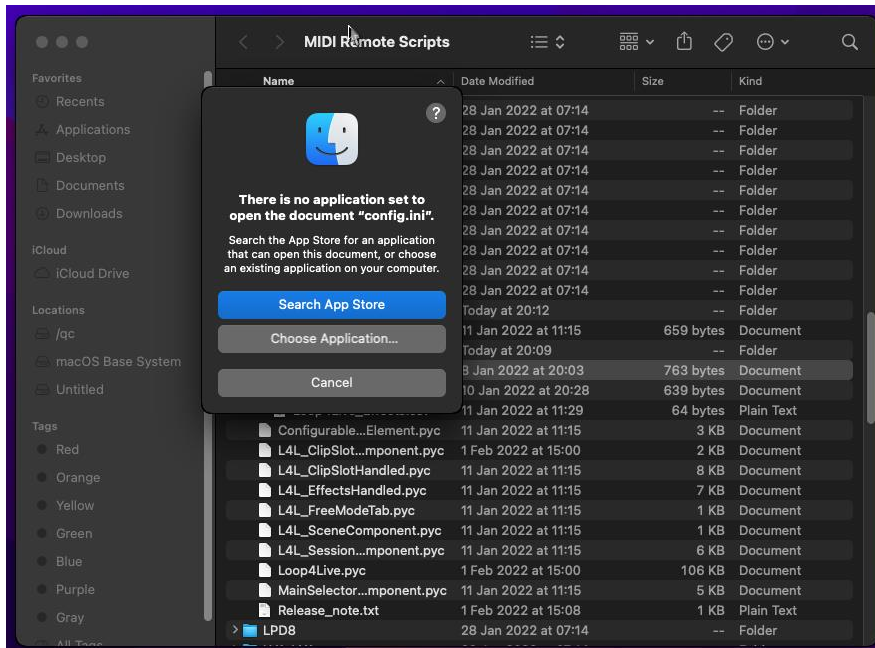 MIDI Remote Scripts
Favorites
Recents
Applications
Desktop
Documents
Downloads
iCloud
iCloud Drive
Locations
/qc
macOS Base System
Untitled
Tags
Red
Orange
Yellow
Green
Blue
Purple
Gray
All Tags
Name Date Modified Size Kind
28 Jan 2022 at 07:14 -- Folder
28 Jan 2022 at 07:14 -- Folder
28 Jan 2022 at 07:14 -- Folder
28 Jan 2022 at 07:14 -- Folder
28 Jan 2022 at 07:14 -- Folder
28 Jan 2022 at 07:14 -- Folder
28 Jan 2022 at 07:14 -- Folder
28 Jan 2022 at 07:14 -- Folder
28 Jan 2022 at 07:14 -- Folder
28 Jan 2022 at 07:14 -- Folder
Today at 20:12 -- Folder
11 Jan 2022 at 11:15 659 bytes Document
Today at 20:09 -- Folder
8 Jan 2022 at 20:03 763 bytes Document
10 Jan 2022 at 20:28 639 bytes Document
11 Jan 2022 at 11:29 64 bytes Plain Text
Configurable...Element.pyc 11 Jan 2022 at 11:15 3 KB Document
L4L_ClipSlot...mponent.pyc 1 Feb 2022 at 15:00 2 KB Document
L4L_ClipSlotHandled.pyc 11 Jan 2022 at 11:15 8 KB Document
L4L_EffectsHandled.pyc 11 Jan 2022 at 11:15 7 KB Document
L4L_FreeModeTab.pyc 11 Jan 2022 at 11:15 1 KB Document
L4L_SceneComponent.pyc 11 Jan 2022 at 11:15 1 KB Document
L4L_Session...mponent.pyc 11 Jan 2022 at 11:15 6 KB Document
Loop4Live.pyc 1 Feb 2022 at 15:00 106 KB Document
MainSelector...mponent.pyc 11 Jan 2022 at 11:15 5 KB Document
Release_note.txt 1 Feb 2022 at 15:08 1 KB Plain Text
LPD8 28 Jan 2022 at 07:14 -- Folder
?
There is no application set to
open the document “config.ini”.
Search the App Store for an application
that can open this document, or choose
an existing application on your computer.
Search App Store
Choose Application...
Cancel